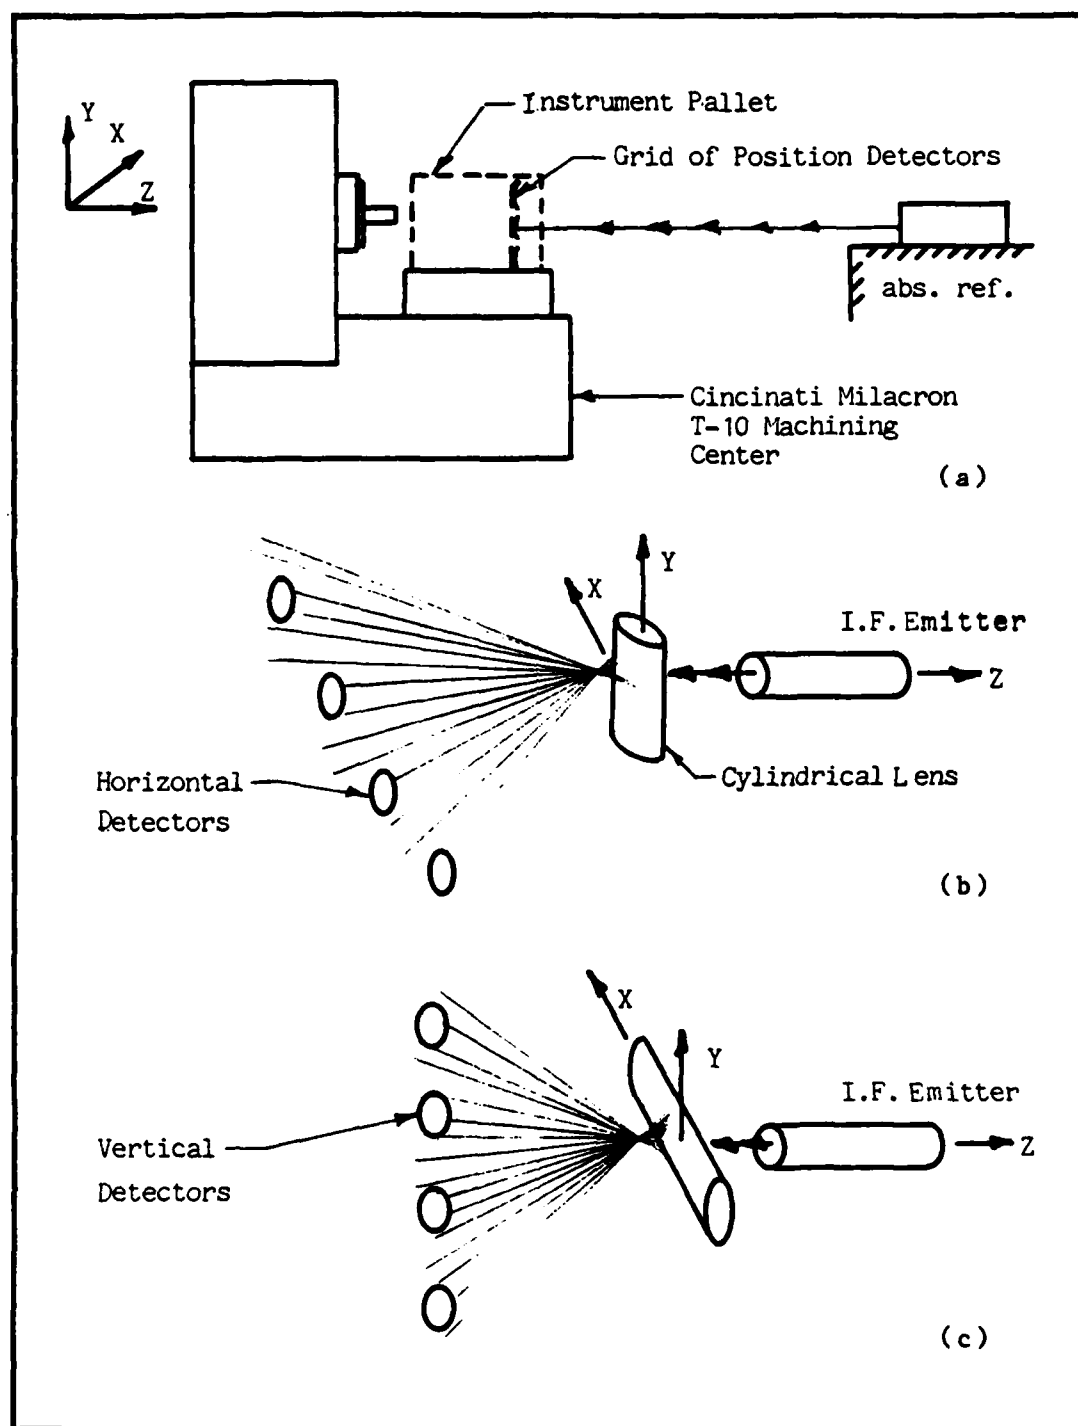 Instrument Pallet
Y
X
Grid of Position Detectors
Z
abs. ref.
Cincinati Milacron
T-10 Machining
Center
(a)
Y
X
I.F. Emitter
Z
Horizontal
Detectors
Cylindrical Lens
(b)
X
Y
I.F. Emitter
Z
Vertical
Detectors
(c)